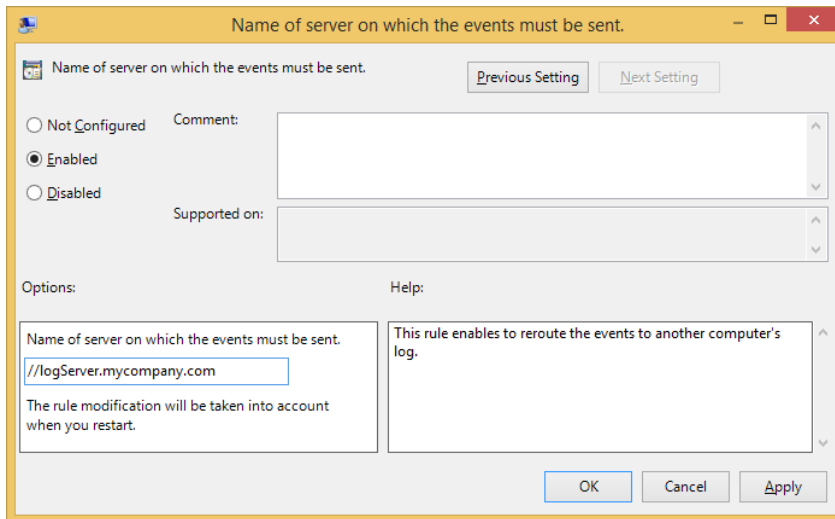 Name of server on which the events must be sent.
Name of server on which the events must be sent.
Previous Setting
Next Setting
Not Configured
Comment:
Enabled
Disabled
Supported on:
Options:
Help:
Name of server on which the events must be sent.
//logServer.mycompany.com
The rule modification will be taken into account
when you restart.
This rule enables to reroute the events to another computer's
log.
OK
Cancel
Apply